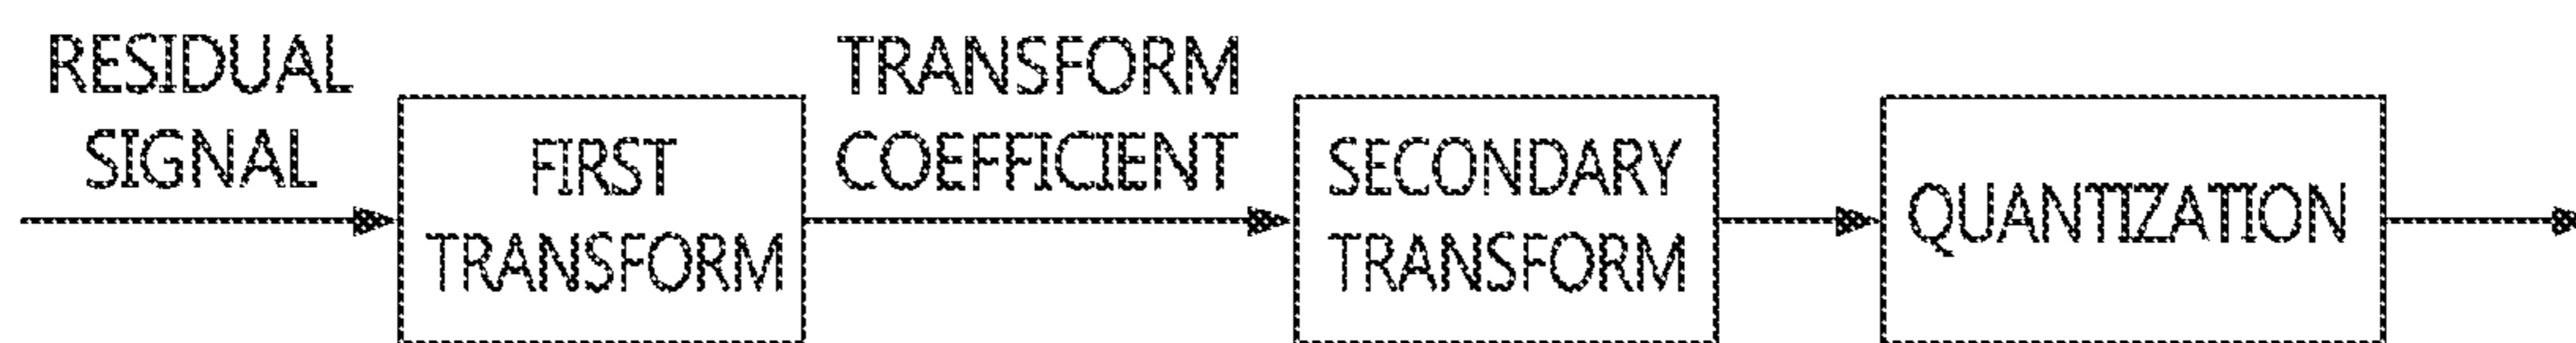 RESIDUAL
SIGNAL
FIRST
TRANSFORM
TRANSFORM
COEFFICIENT
SECONDARY
TRANSFORM
QUANTIZATION